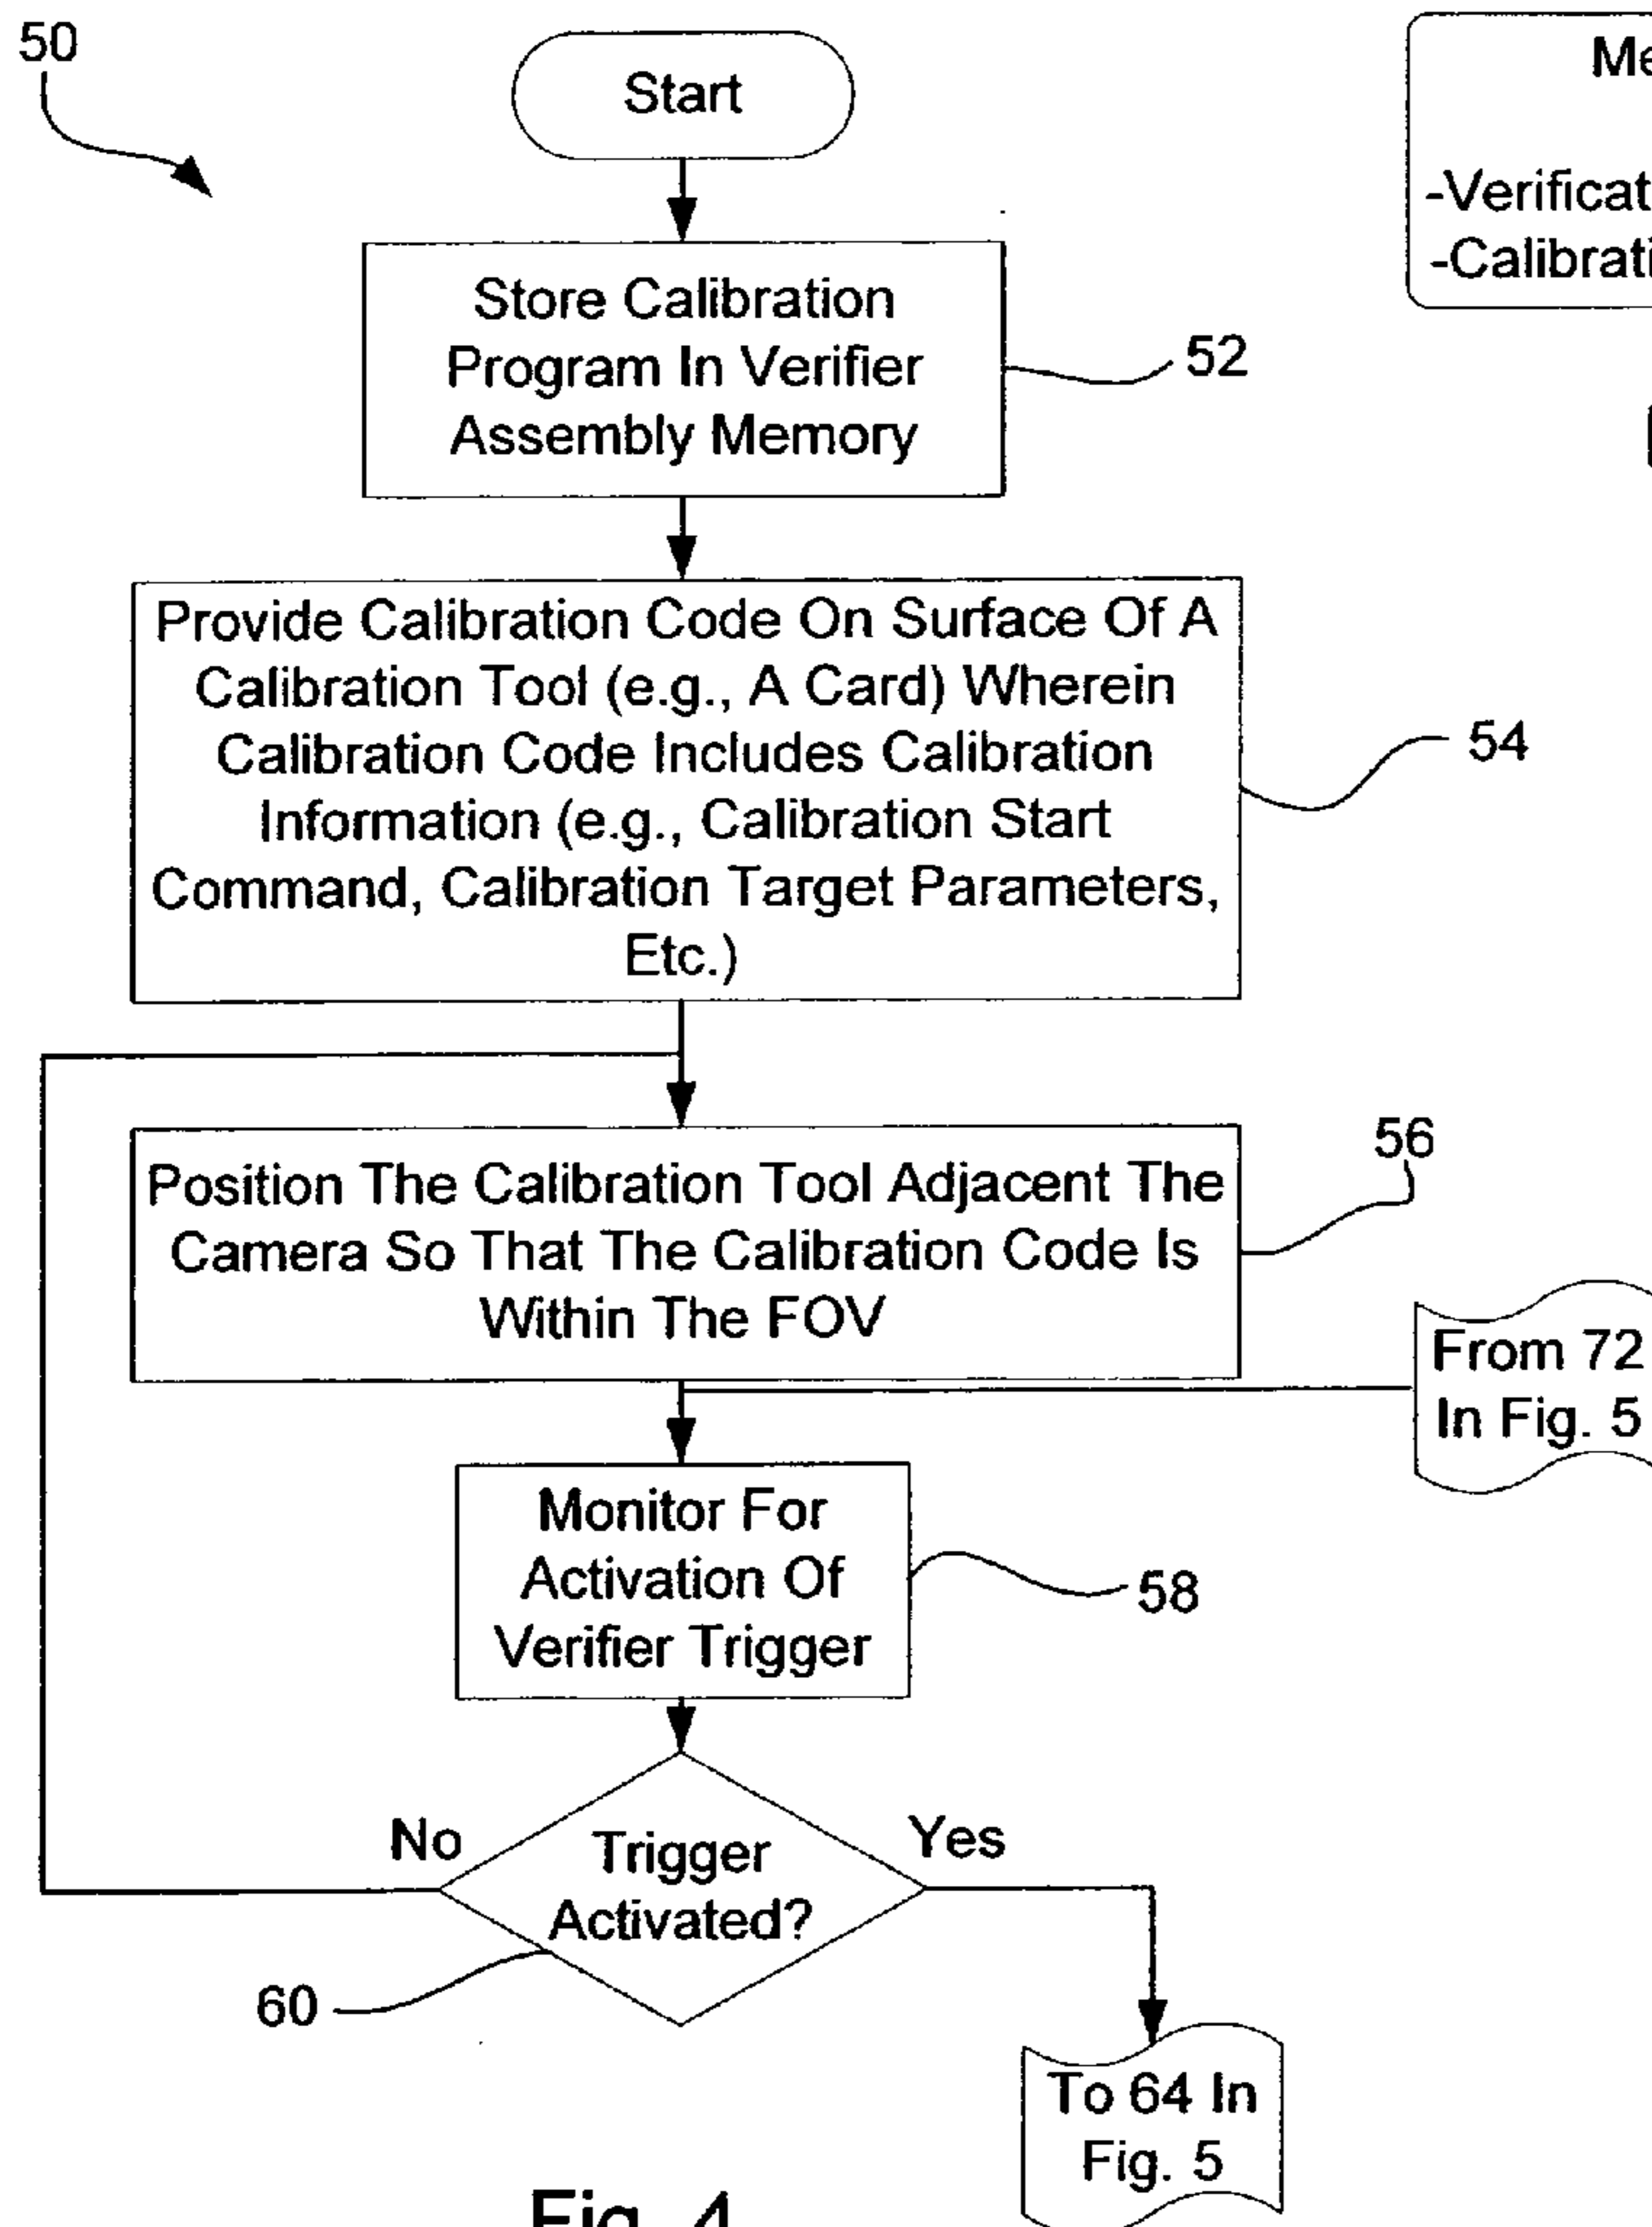 50
Start
Store Calibration
Program In Verifier
Assembly Memory
52
Provide Calibration Code On Surface Of A
Calibration Tool (e.g., A Card) Wherein
Calibration Code Includes Calibration
Information (e.g., Calibration Start
Command, Calibration Target Parameters,
Etc.)
54
Position The Calibration Tool Adjacent The
Camera So That The Calibration Code Is
Within The FOV
56
From 72
In Fig. 5
Monitor For
Activation Of
Verifier Trigger
58
No
Trigger
Activated?
Yes
60
To 64 In
Fig. 5
Fig. 4